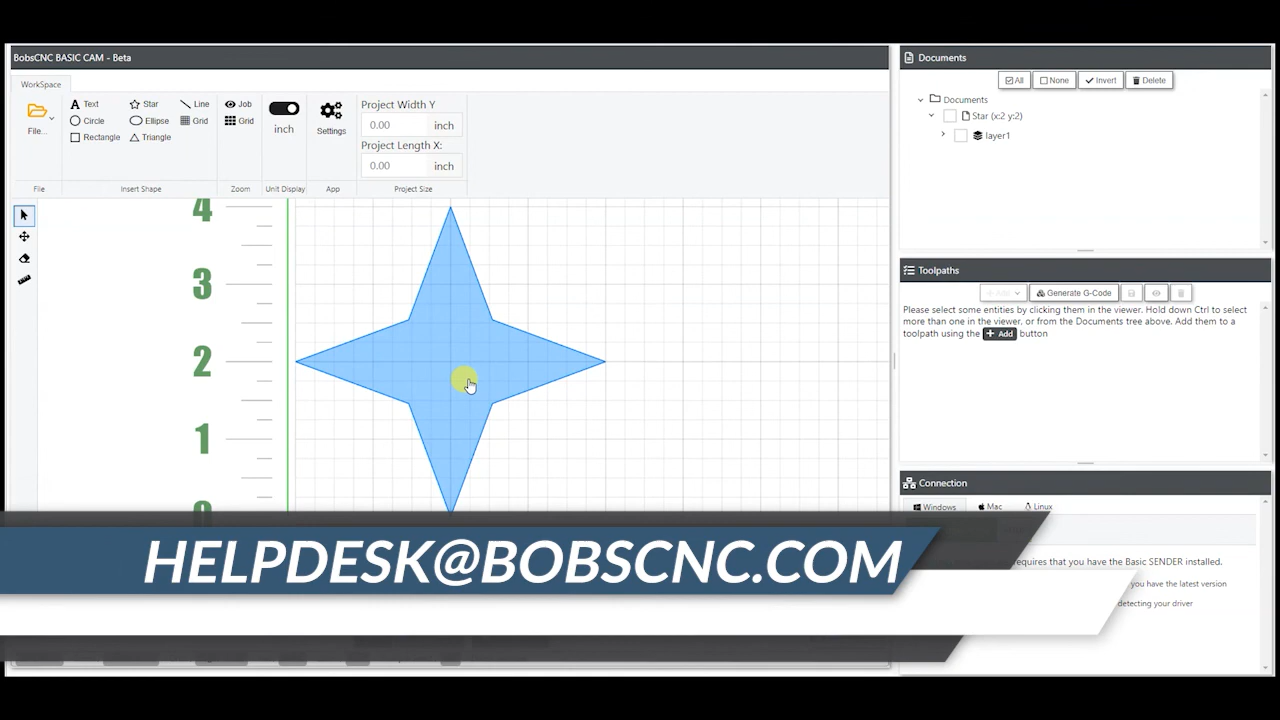 BobsCNC BASIC CAM - Beta
WorkSpace
File...
Text
Star
Line
Circle
Ellipse
Grid
Rectangle
Triangle
Job
Grid
inch
Settings
Project Width Y
0.00 inch
Project Length X:
0.00 inch
File
Insert Shape
Zoom
Unit Display
App
Project Size
4
3
2
1
Documents
All
None
Invert
Delete
Documents
Star (x:2 y:2)
layer1
Toolpaths
Add
Generate G-Code
Please select some entities by clicking them in the viewer. Hold down Ctrl to select
more than one in the viewer, or from the Documents tree above. Add them to a
toolpath using the + Add button
Connection
Windows
Mac
Linux
requires that you have the Basic SENDER installed.
you have the latest version
detecting your driver
HELPDESK@BOBSCNC.COM